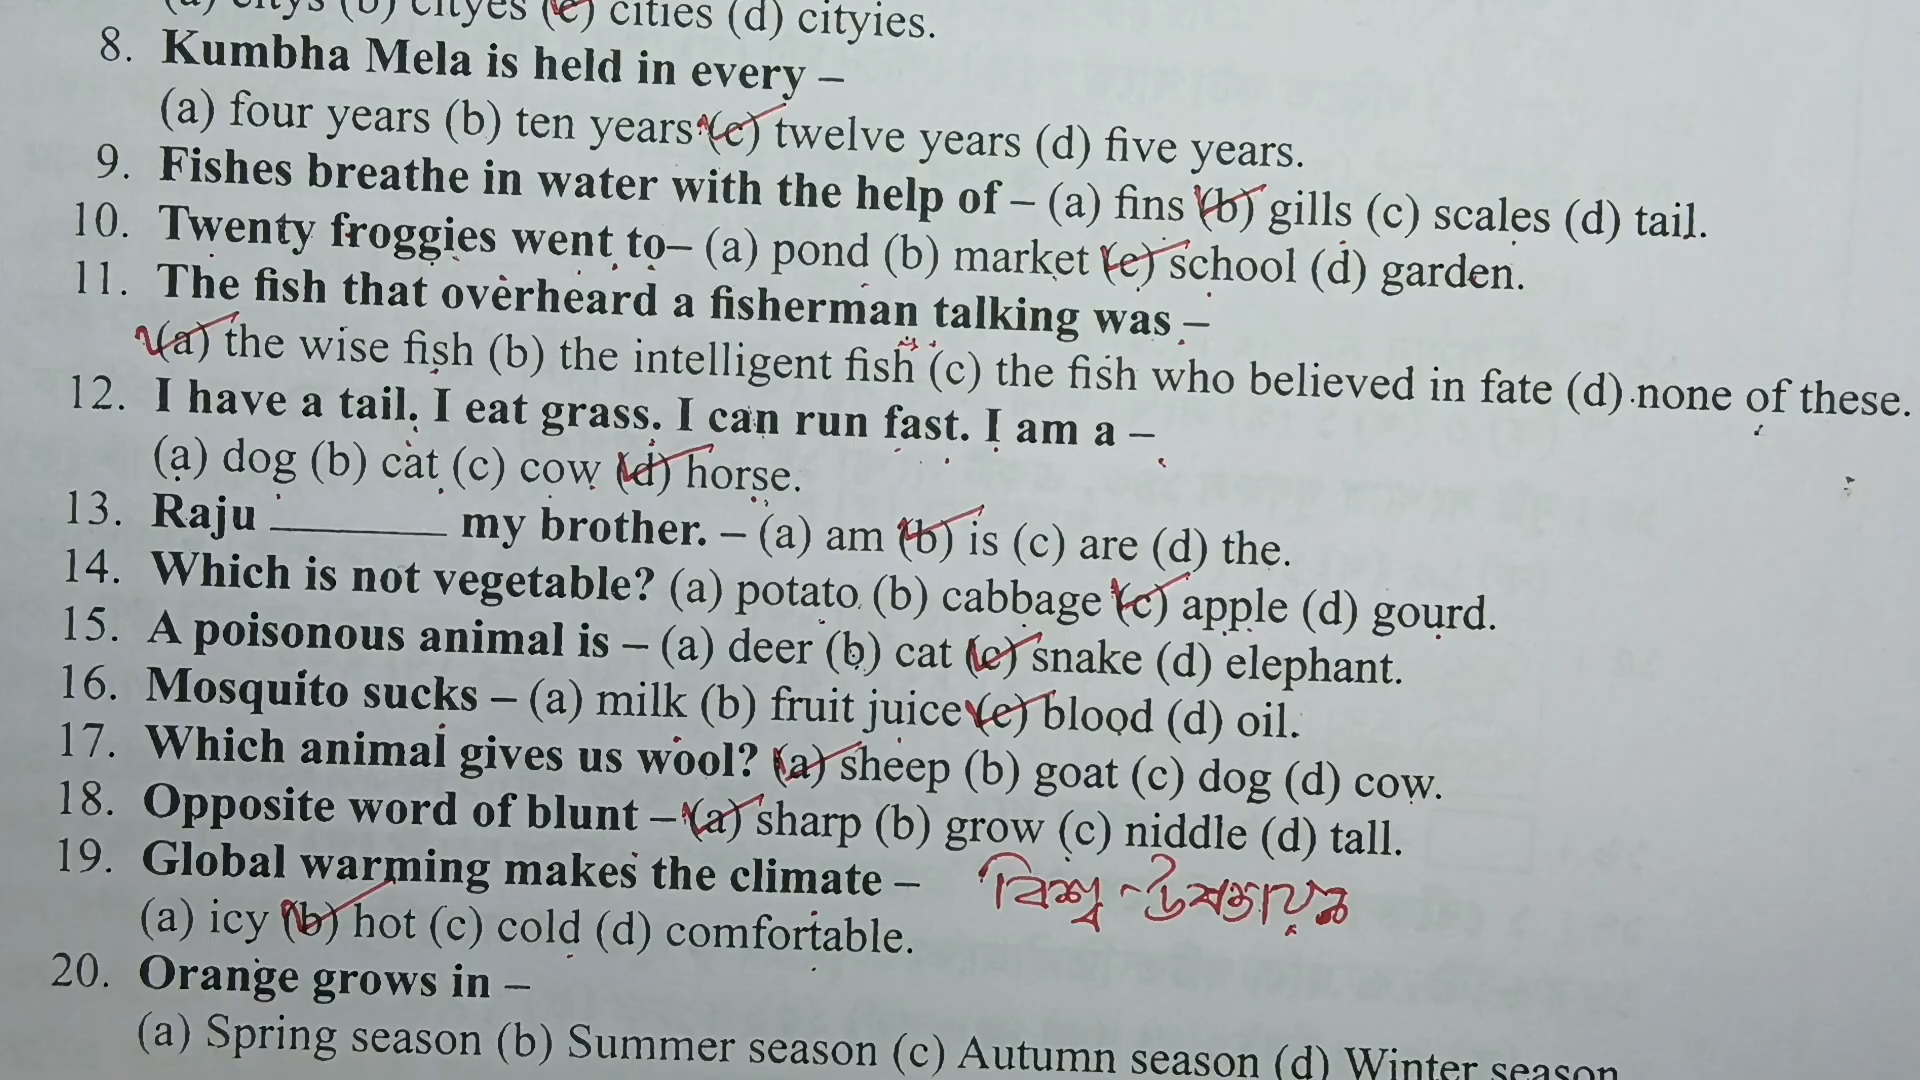 (a) citys (b) cityes (c) cities (d) cityies.
8. Kumbha Mela is held in every –
(a) four years (b) ten years (c) twelve years (d) five years.
9. Fishes breathe in water with the help of – (a) fins (b) gills (c) scales (d) tail.
10. Twenty froggies went to– (a) pond (b) market (c) school (d) garden.
11. The fish that overheard a fisherman talking was –
(a) the wise fish (b) the intelligent fish (c) the fish who believed in fate (d) none of these.
12. I have a tail. I eat grass. I can run fast. I am a –
(a) dog (b) cat (c) cow (d) horse.
13. Raju ________ my brother. – (a) am (b) is (c) are (d) the.
14. Which is not vegetable? (a) potato (b) cabbage (c) apple (d) gourd.
15. A poisonous animal is – (a) deer (b) cat (c) snake (d) elephant.
16. Mosquito sucks – (a) milk (b) fruit juice (c) blood (d) oil.
17. Which animal gives us wool? (a) sheep (b) goat (c) dog (d) cow.
18. Opposite word of blunt – (a) sharp (b) grow (c) niddle (d) tall.
19. Global warming makes the climate – বিশ্ব -
(a) icy (b) hot (c) cold (d) comfortable.
20. Orange grows in –
(a) Spring season (b) Summer season (c) Autumn season (d) Winter season